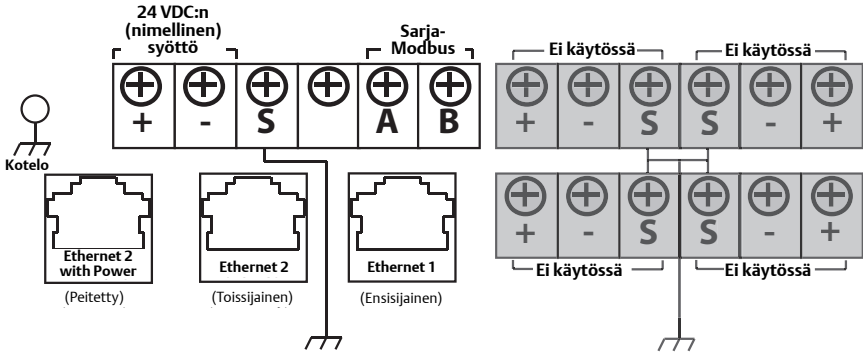 24 VDC:n
(nimellinen)
syöttö
Sarja-
Modbus
Ei käytössä
Ei käytössä
+ - S A B
+ - S S - +
Kotelo
Ethernet 2
with Power
(Peitetty)
Ethernet 2
(Toissijainen)
Ethernet 1
(Ensisijainen)
+ - S S - +
Ei käytössä
Ei käytössä